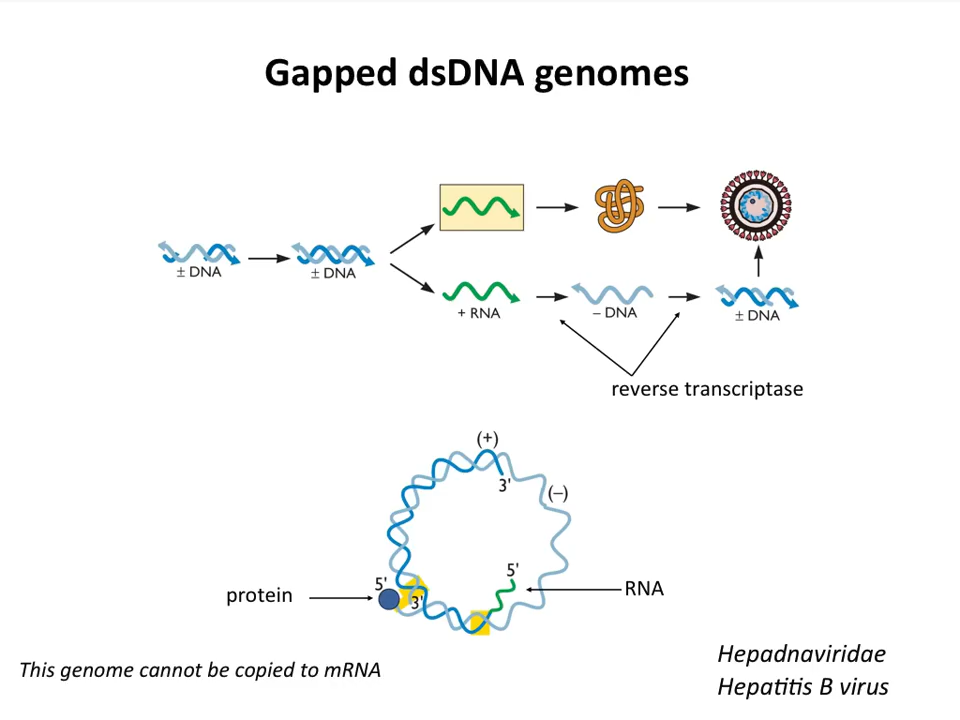 Gapped dsDNA genomes
± DNA
± DNA
+ RNA
− DNA
± DNA
reverse transcriptase
(+)
3'
(−)
5'
5'
3'
protein
RNA
This genome cannot be copied to mRNA
Hepadnaviridae
Hepatitis B virus